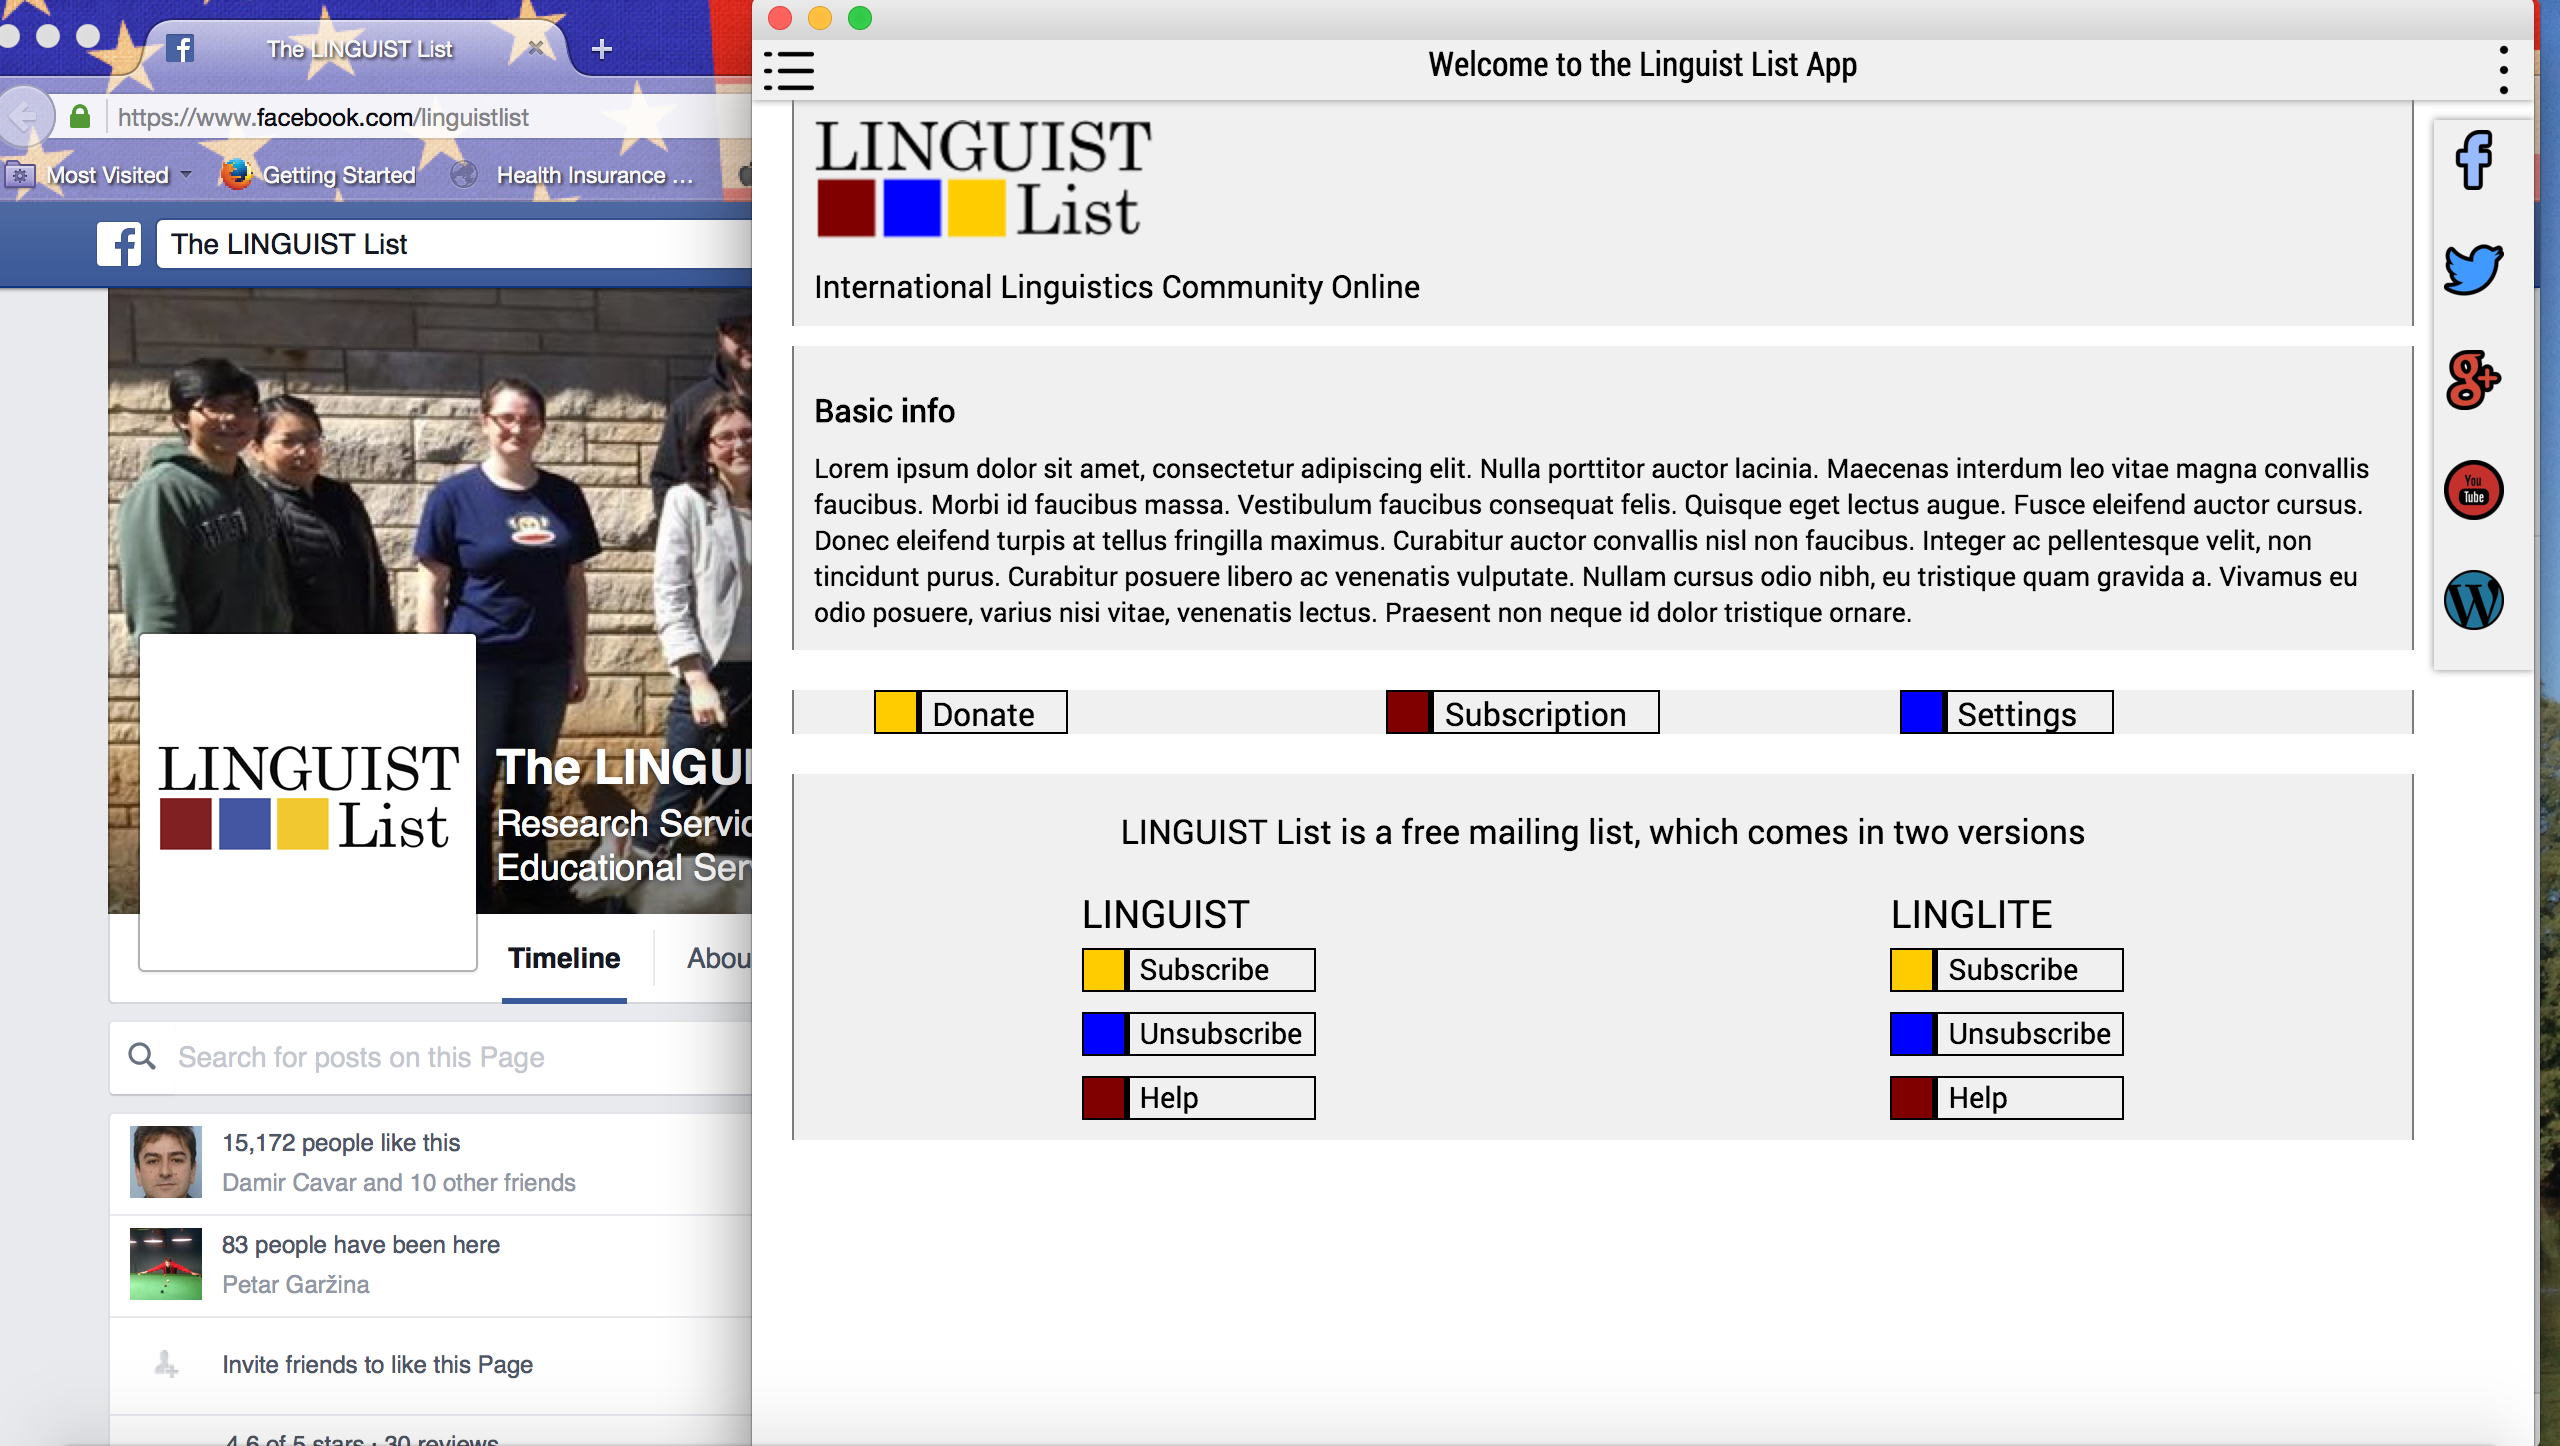 The LINGUIST List
https://www.facebook.com/linguistlist
Most Visited
Getting Started
Health Insurance ...
The LINGUIST List
LINGUIST
List
The LINGUI
Research Servic
Educational Ser
Timeline
Abou
Search for posts on this Page
15,172 people like this
Damir Cavar and 10 other friends
83 people have been here
Petar Garžina
Invite friends to like this Page
4.6 of 5 stars · 30 reviews
Welcome to the Linguist List App
LINGUIST
List
International Linguistics Community Online
Basic info
Lorem ipsum dolor sit amet, consectetur adipiscing elit. Nulla porttitor auctor lacinia. Maecenas interdum leo vitae magna convallis
faucibus. Morbi id faucibus massa. Vestibulum faucibus consequat felis. Quisque eget lectus augue. Fusce eleifend auctor cursus.
Donec eleifend turpis at tellus fringilla maximus. Curabitur auctor convallis nisl non faucibus. Integer ac pellentesque velit, non
tincidunt purus. Curabitur posuere libero ac venenatis vulputate. Nullam cursus odio nibh, eu tristique quam gravida a. Vivamus eu
odio posuere, varius nisi vitae, venenatis lectus. Praesent non neque id dolor tristique ornare.
Donate
Subscription
Settings
LINGUIST List is a free mailing list, which comes in two versions
LINGUIST
Subscribe
Unsubscribe
Help
LINGLITE
Subscribe
Unsubscribe
Help
You
Tube